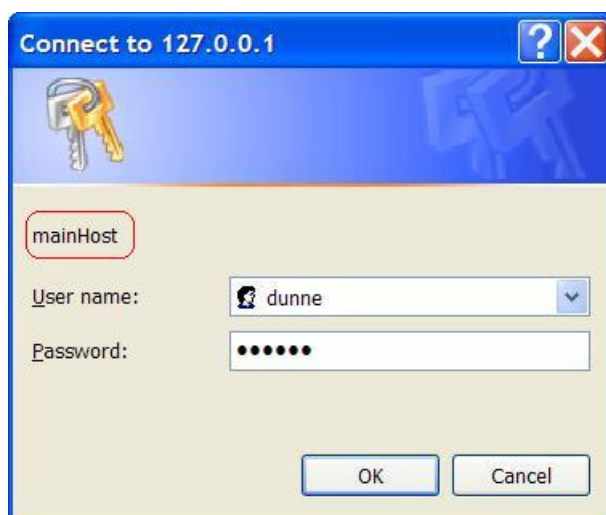 Connect to 127.0.0.1
mainHost
User name: dunne
Password: ••••••
OK Cancel